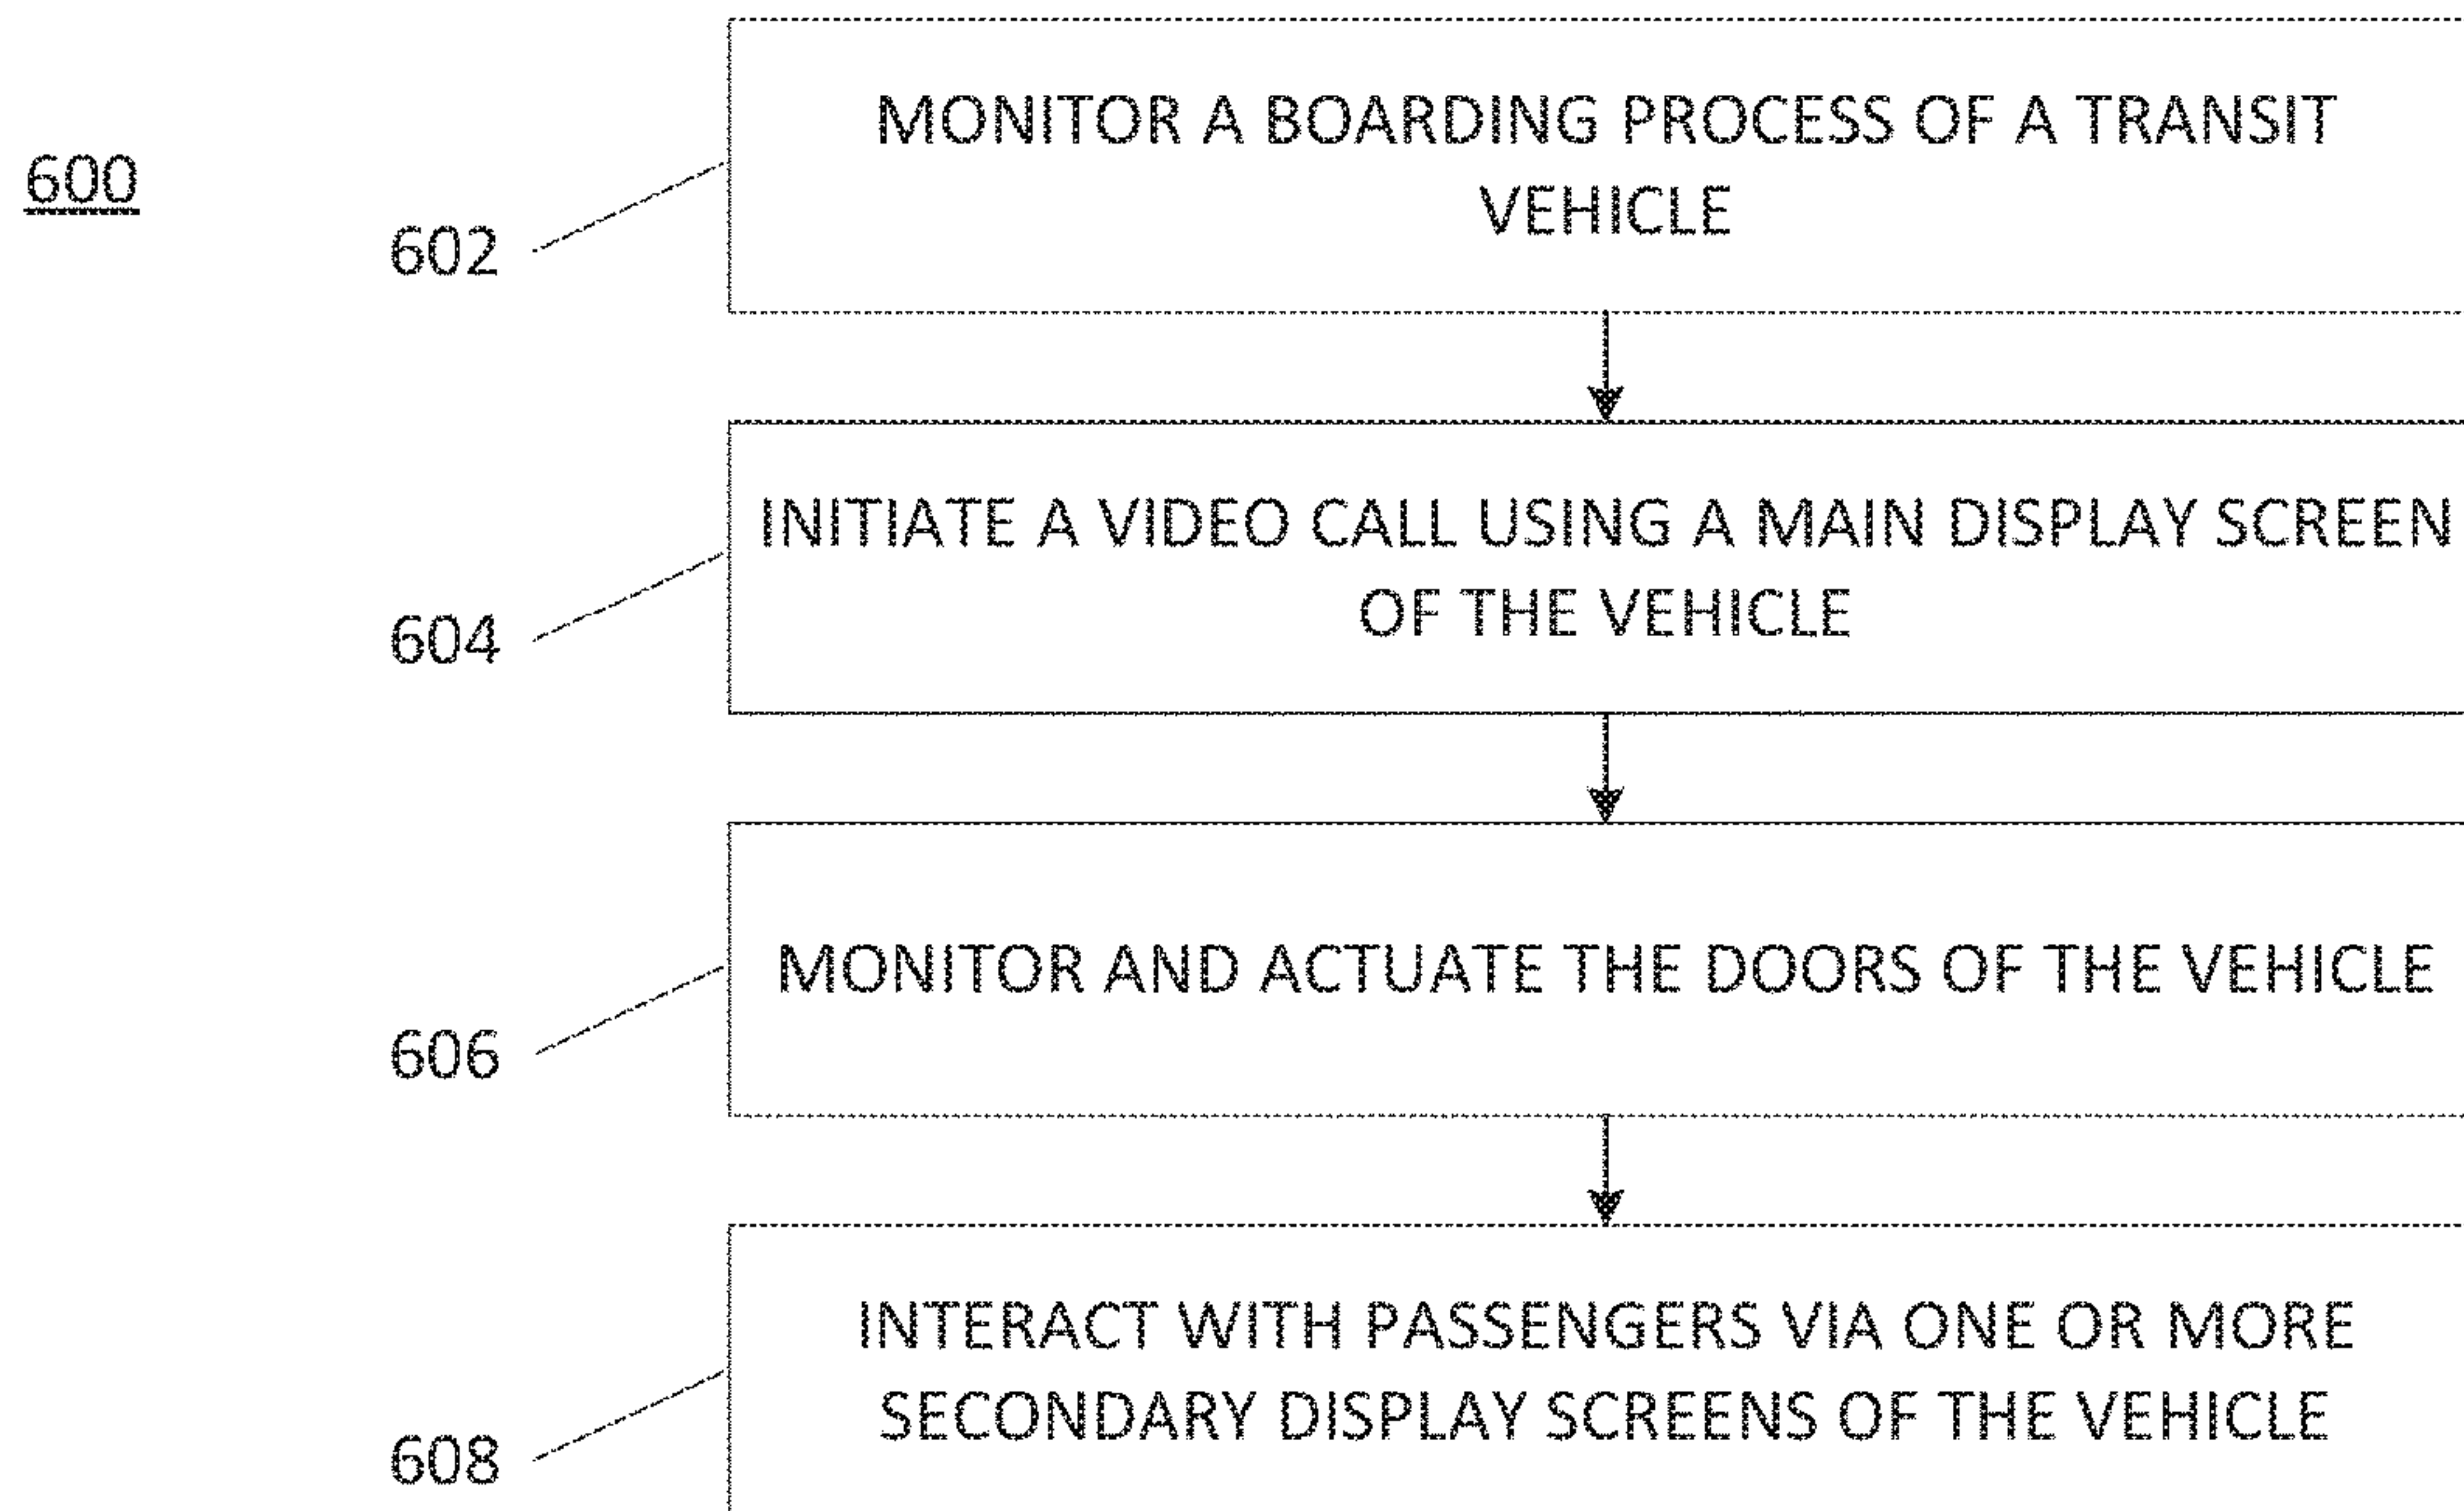 600
602
MONITOR A BOARDING PROCESS OF A TRANSIT
VEHICLE
604
INITIATE A VIDEO CALL USING A MAIN DISPLAY SCREEN
OF THE VEHICLE
606
MONITOR AND ACTUATE THE DOORS OF THE VEHICLE
608
INTERACT WITH PASSENGERS VIA ONE OR MORE
SECONDARY DISPLAY SCREENS OF THE VEHICLE